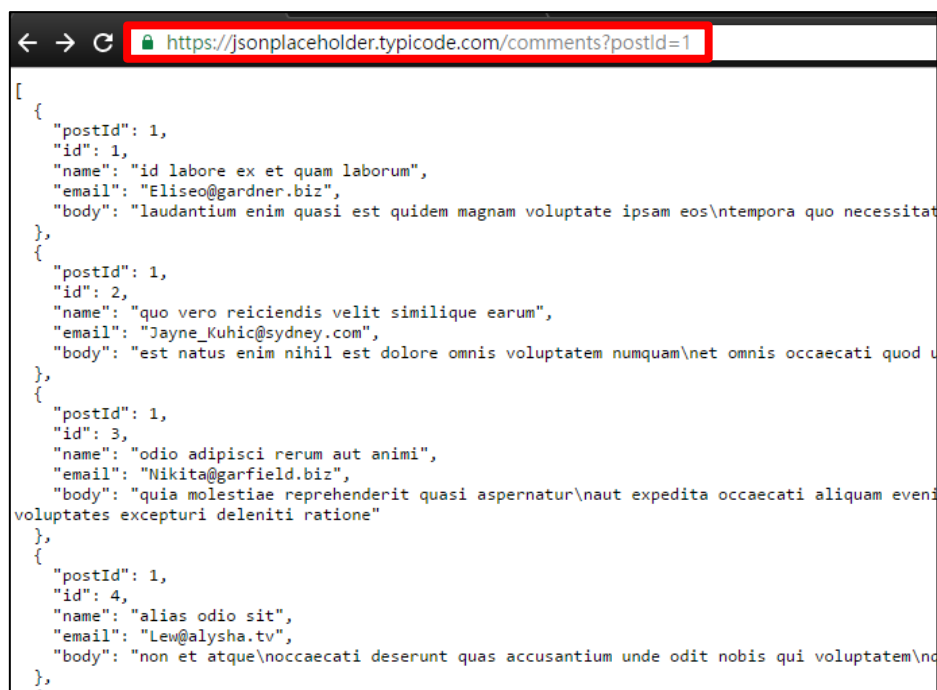 https://jsonplaceholder.typicode.com/comments?postId=1
[
  {
    "postId": 1,
    "id": 1,
    "name": "id labore ex et quam laborum",
    "email": "Eliseo@gardner.biz",
    "body": "laudantium enim quasi est quidem magnam voluptate ipsam eos\ntempora quo necessitat
  },
  {
    "postId": 1,
    "id": 2,
    "name": "quo vero reiciendis velit similique earum",
    "email": "Jayne_Kuhic@sydney.com",
    "body": "est natus enim nihil est dolore omnis voluptatem numquam\net omnis occaecati quod u
  },
  {
    "postId": 1,
    "id": 3,
    "name": "odio adipisci rerum aut animi",
    "email": "Nikita@garfield.biz",
    "body": "quia molestiae reprehenderit quasi aspernatur\naut expedita occaecati aliquam eveni
voluptates excepturi deleniti ratione"
  },
  {
    "postId": 1,
    "id": 4,
    "name": "alias odio sit",
    "email": "Lew@alysha.tv",
    "body": "non et atque\noccaecati deserunt quas accusantium unde odit nobis qui voluptatem\n
  },